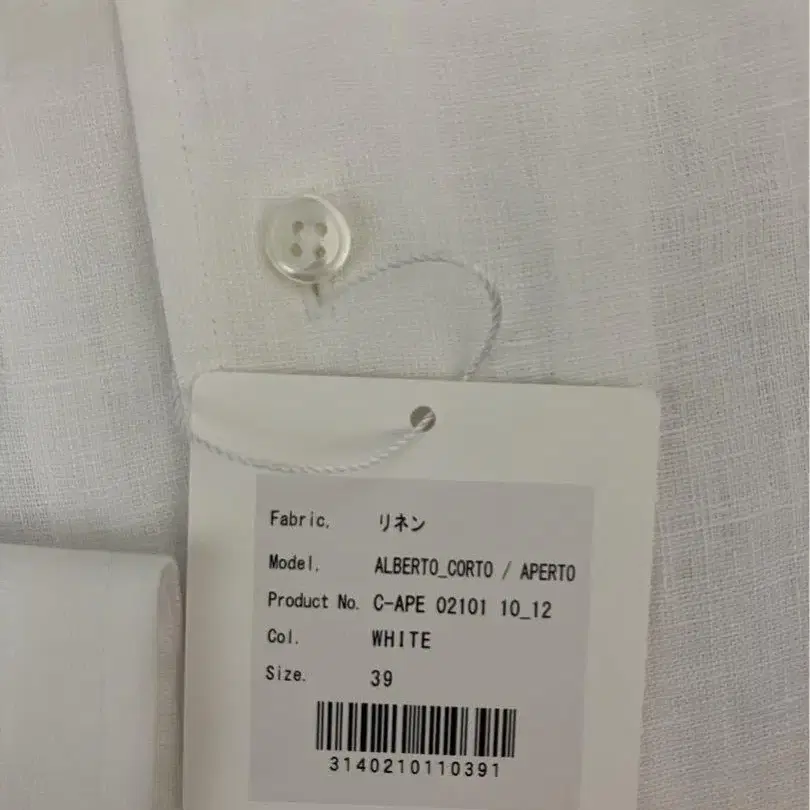 Fabric. リネン
Model. ALBERTO_CORTO / APERTO
Product No. C-APE 02101 10_12
Col. WHITE
Size. 39
3140210110391